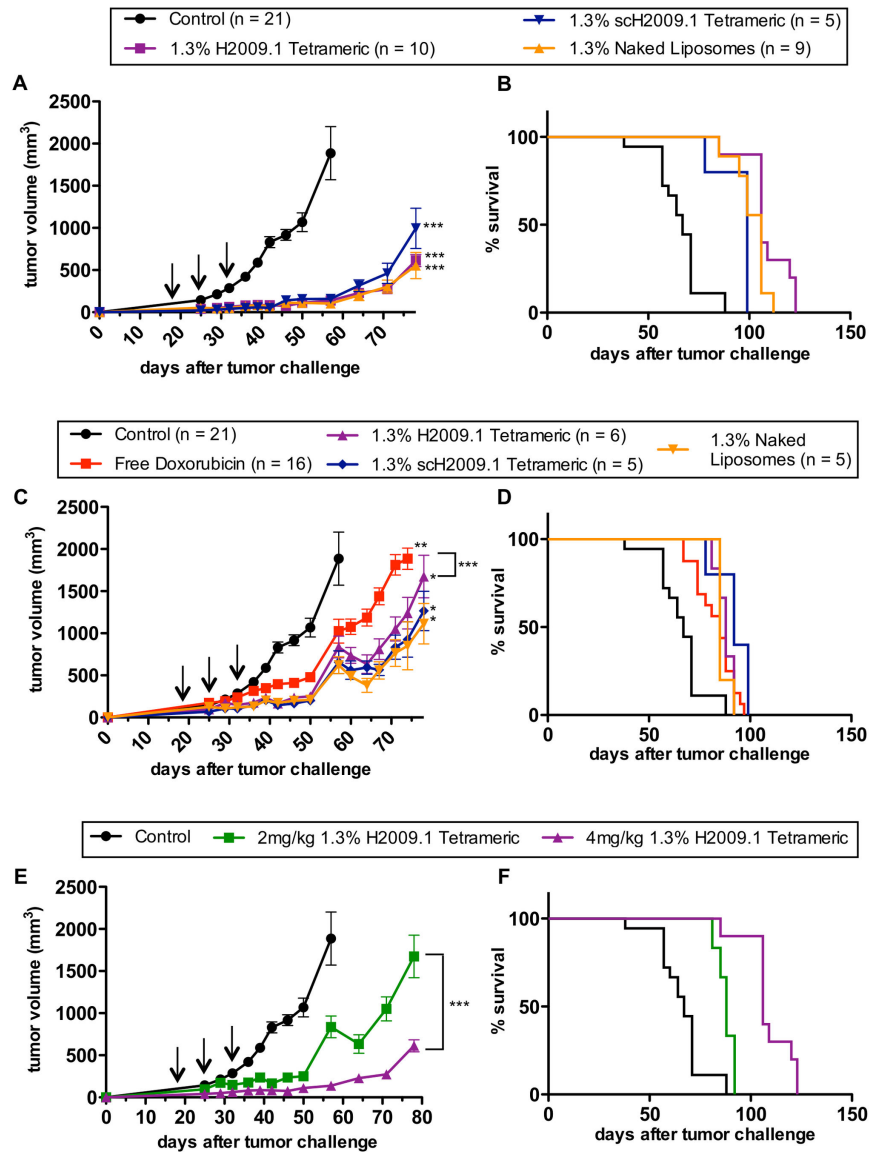 Control (n = 21)
1.3% H2009.1 Tetrameric (n = 10)
1.3% scH2009.1 Tetrameric (n = 5)
1.3% Naked Liposomes (n = 9)
A
tumor volume (mm³)
2500
2000
1500
1000
500
0
***
***
***
0 10 20 30 40 50 60 70
days after tumor challenge
B
% survival
100
50
0
0 50 100 150
days after tumor challenge
Control (n = 21)
Free Doxorubicin (n = 16)
1.3% H2009.1 Tetrameric (n = 6)
1.3% scH2009.1 Tetrameric (n = 5)
1.3% Naked
Liposomes (n = 5)
C
tumor volume (mm³)
2500
2000
1500
1000
500
0
**
***
*
*
*
0 10 20 30 40 50 60 70
days after tumor challenge
D
% survival
100
50
0
0 50 100 150
days after tumor challenge
Control
2mg/kg 1.3% H2009.1 Tetrameric
4mg/kg 1.3% H2009.1 Tetrameric
E
tumor volume (mm³)
2500
2000
1500
1000
500
0
***
0 10 20 30 40 50 60 70 80
days after tumor challenge
F
% survival
100
50
0
0 50 100 150
days after tumor challenge